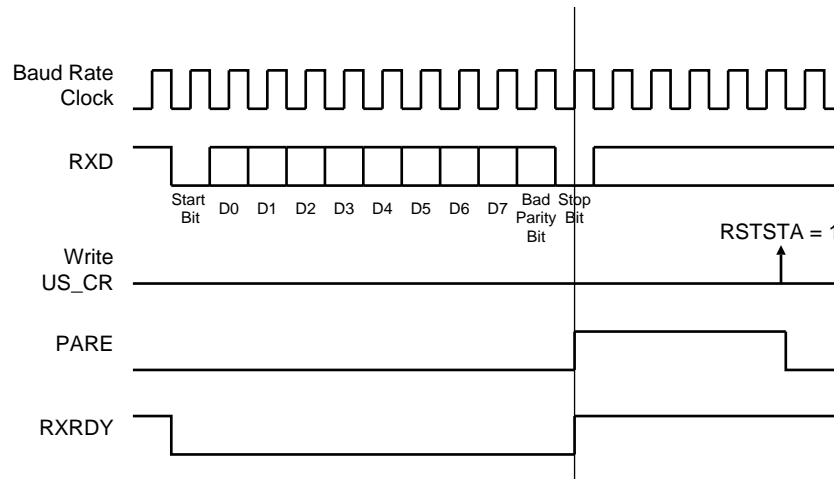 Baud Rate
Clock
RXD
Start
Bit
D0 D1 D2 D3 D4 D5 D6 D7
Bad
Parity
Bit
Stop
Bit
RSTSTA = 1
Write
US_CR
PARE
RXRDY